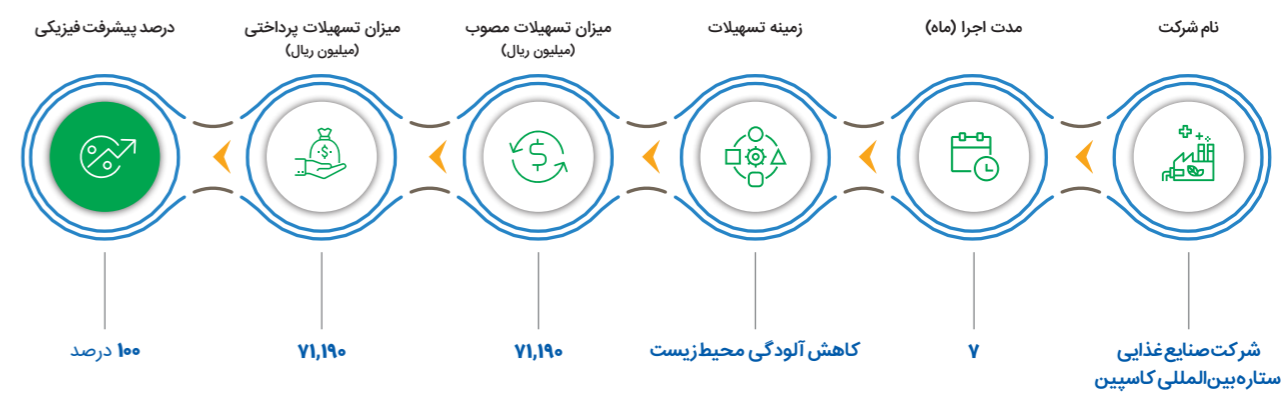 نام شرکت
مدت اجرا (ماه)
زمینه تسهیلات
میزان تسهیلات مصوب
(میلیون ریال)
میزان تسهیلات پرداختی
(میلیون ریال)
درصد پیشرفت فیزیکی
شرکت صنایع غذایی
ستاره بین‌المللی کاسپین
۷
کاهش آلودگی محیط زیست
۷۱,۱۹۰
۷۱,۱۹۰
۱۰۰ درصد